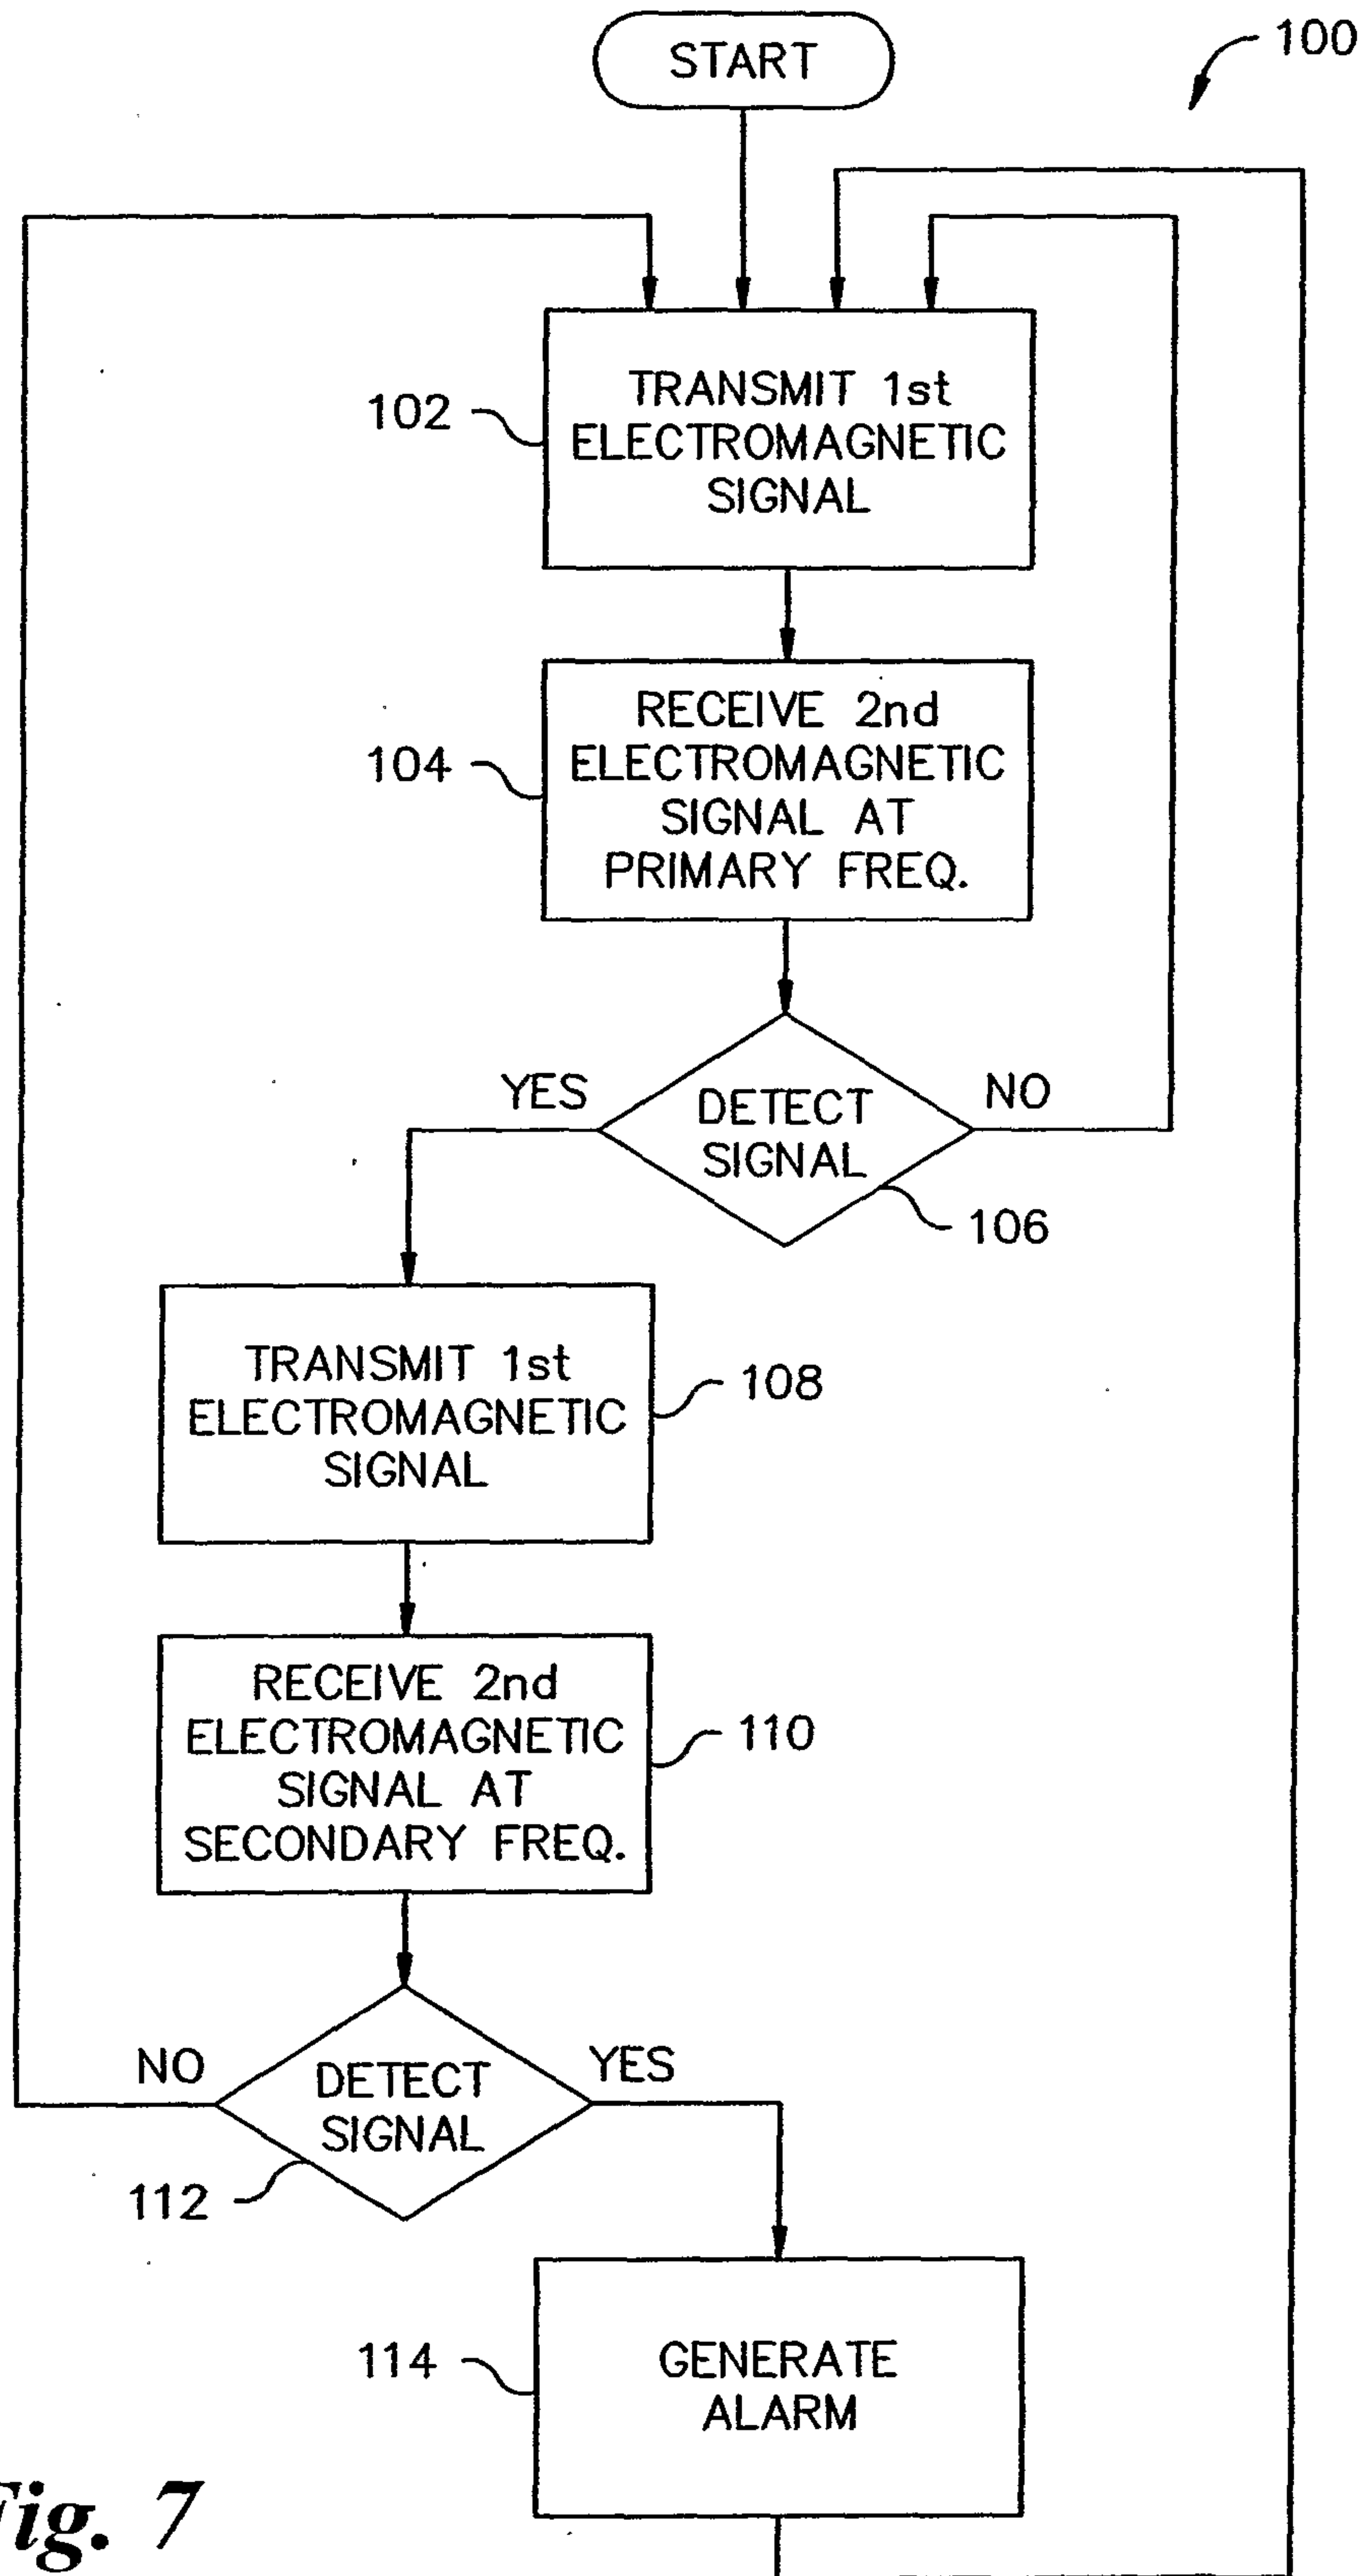 START
100
102
TRANSMIT 1st
ELECTROMAGNETIC
SIGNAL
104
RECEIVE 2nd
ELECTROMAGNETIC
SIGNAL AT
PRIMARY FREQ.
YES
DETECT
SIGNAL
NO
106
TRANSMIT 1st
ELECTROMAGNETIC
SIGNAL
108
RECEIVE 2nd
ELECTROMAGNETIC
SIGNAL AT
SECONDARY FREQ.
110
NO
DETECT
SIGNAL
YES
112
114
GENERATE
ALARM
Fig. 7